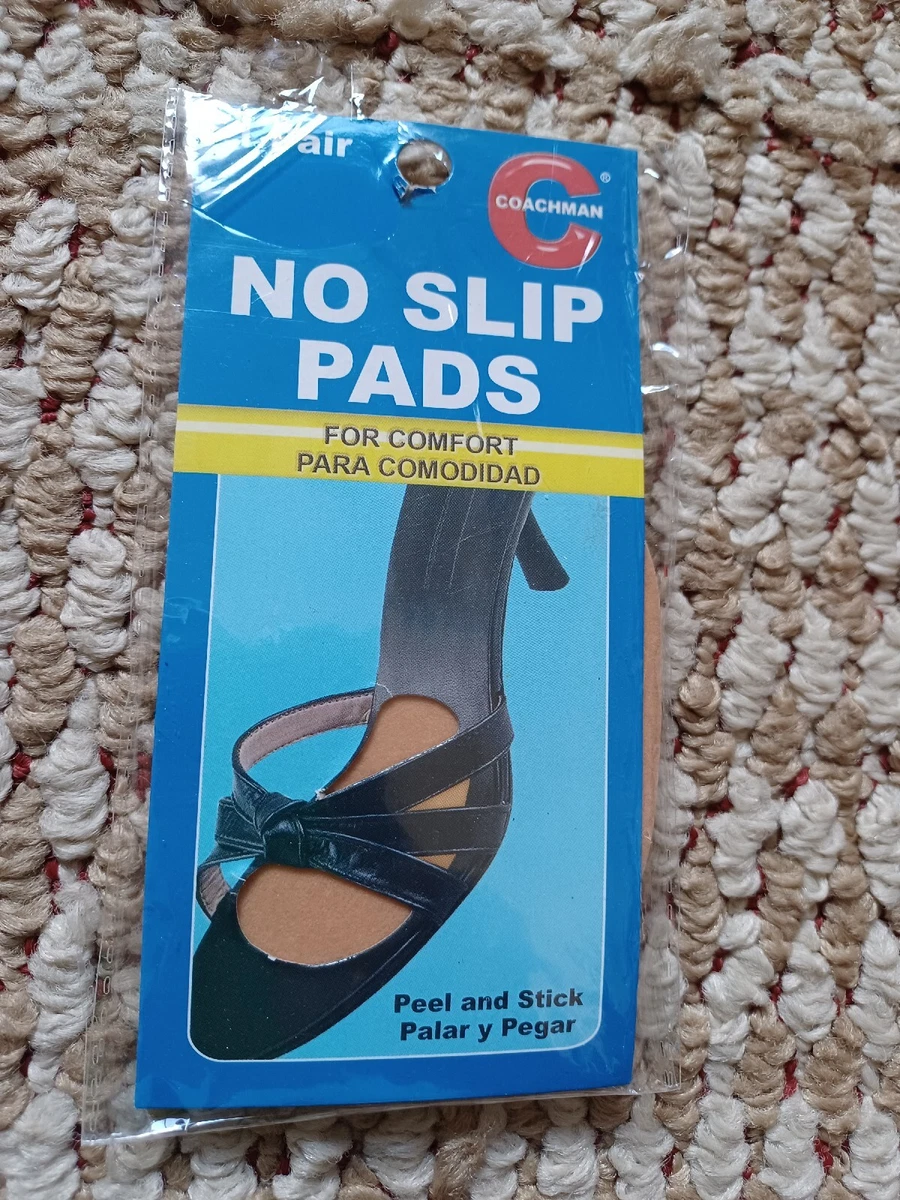 COACHMAN
®
NO SLIP
PADS
FOR COMFORT
PARA COMODIDAD
Peel and Stick
Palar y Pegar